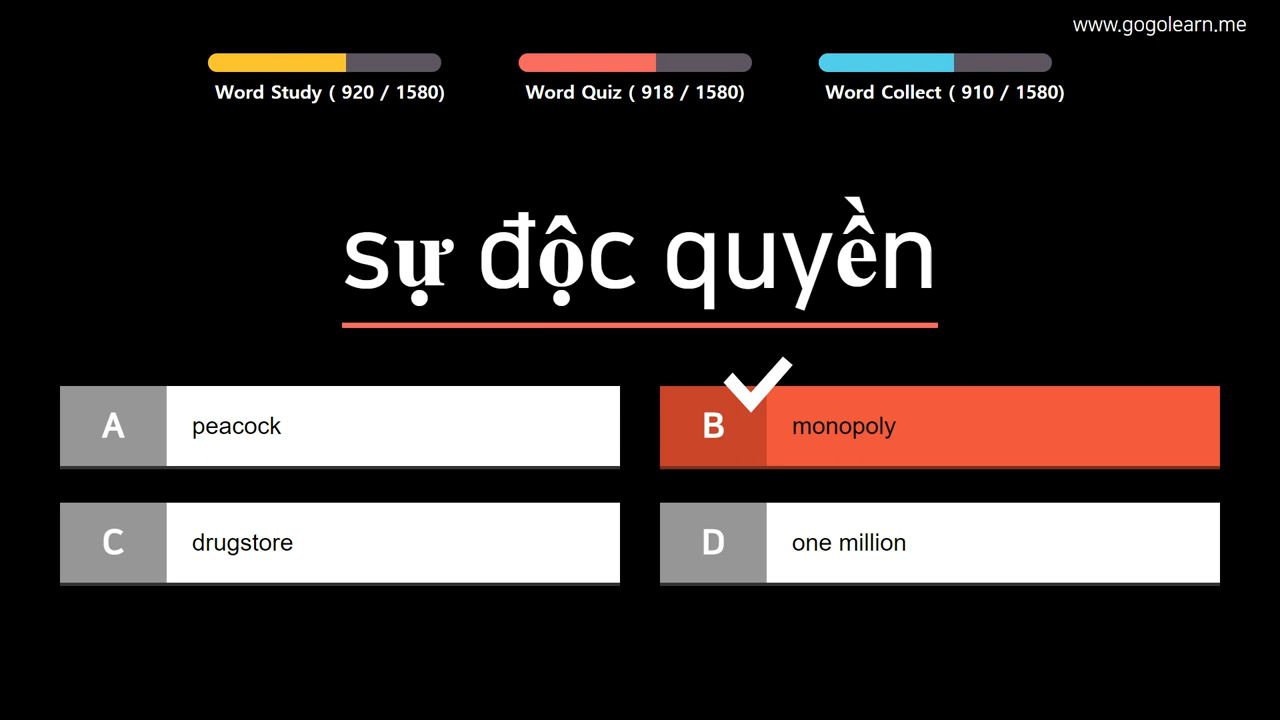 www.gogolearn.me
Word Study ( 920 / 1580)
Word Quiz ( 918 / 1580)
Word Collect ( 910 / 1580)
sự độc quyền
A peacock
B monopoly
C drugstore
D one million